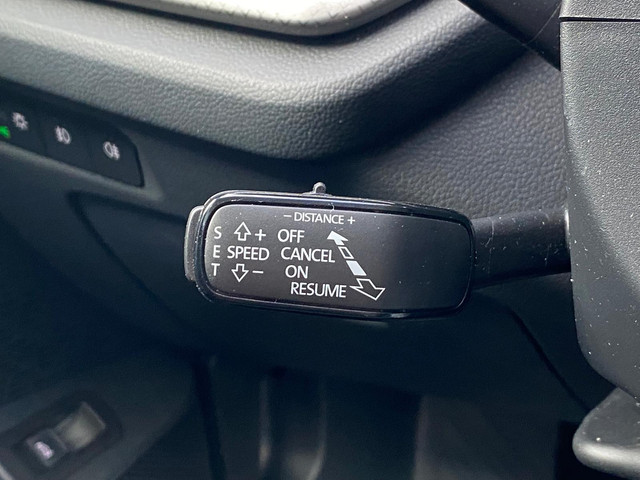 − DISTANCE +
S + OFF
E SPEED CANCEL
T − ON
RESUME